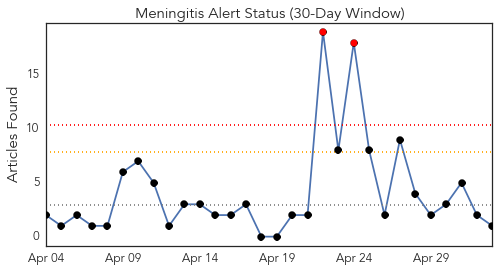 Meningitis Alert Status (30-Day Window)
Articles Found
15
10
5
0
Apr 04 Apr 09 Apr 14 Apr 19 Apr 24 Apr 29